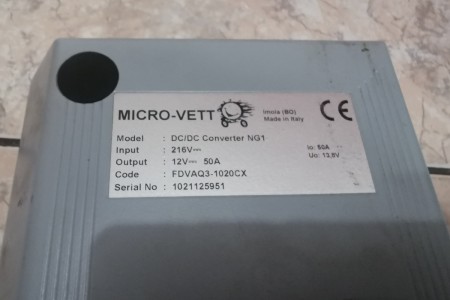 MICRO-VETT
Imola (BO)
Made in Italy
CE
Model : DC/DC Converter NG1
Input : 216V⎓
Output : 12V⎓ 50A
Io: 50A
Uo: 13,8V
Code : FDVAQ3-1020CX
Serial No : 1021125951